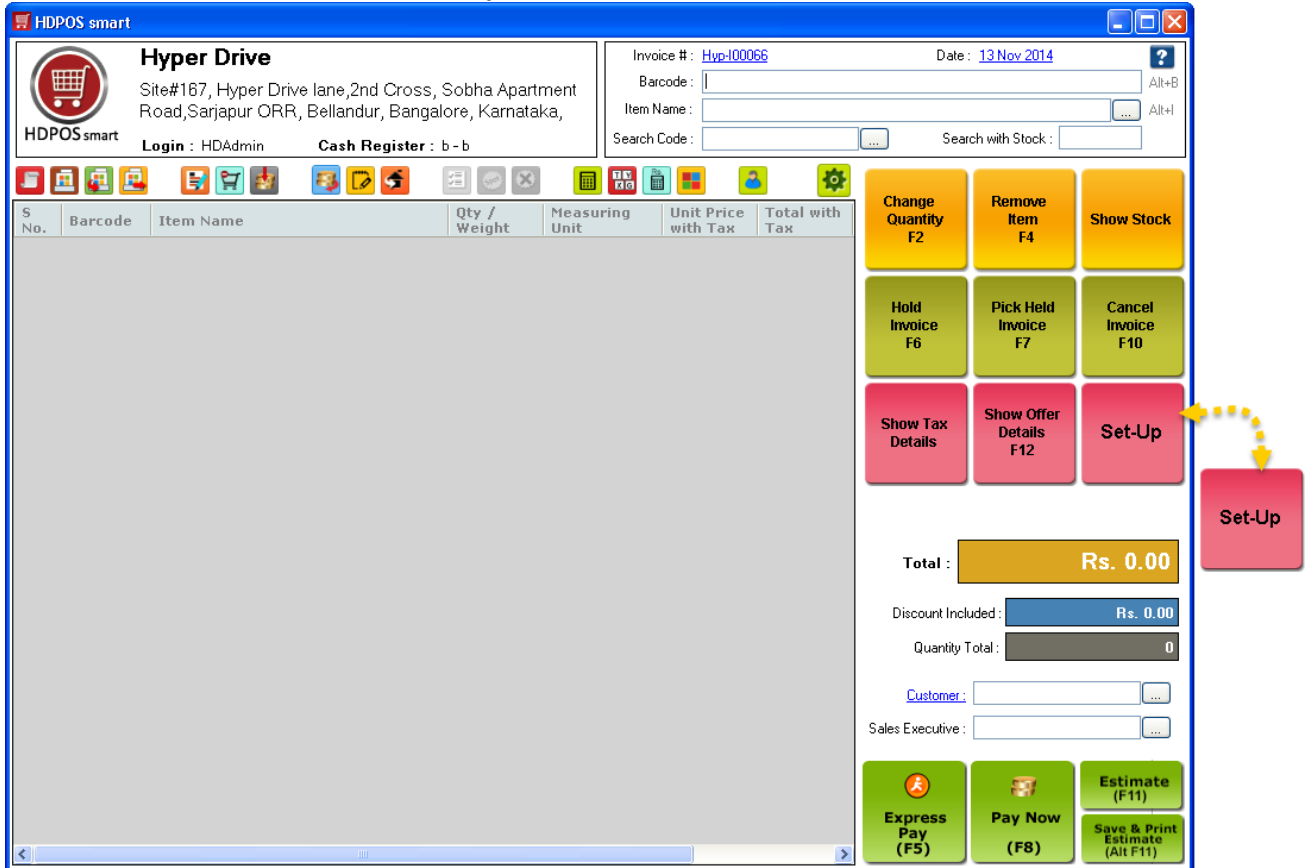 HDPOS smart
Hyper Drive
Site#167, Hyper Drive lane,2nd Cross, Sobha Apartment
Road,Sarjapur ORR, Bellandur, Bangalore, Karnataka,
Login : HDAdmin Cash Register : b - b
HDPOS smart
Invoice # : Hyp-I00066 Date : 13 Nov 2014 ?
Barcode : Alt+B
Item Name : ... Alt+I
Search Code : ... Search with Stock :
S No. Barcode Item Name Qty / Weight Measuring Unit Unit Price with Tax Total with Tax
Change
Quantity
F2
Remove
Item
F4
Show Stock
Hold
Invoice
F6
Pick Held
Invoice
F7
Cancel
Invoice
F10
Show Tax
Details
Show Offer
Details
F12
Set-Up
Set-Up
Total : Rs. 0.00
Discount Included : Rs. 0.00
Quantity Total : 0
Customer : ...
Sales Executive : ...
Express
Pay
(F5)
Pay Now
(F8)
Estimate
(F11)
Save & Print
Estimate
(Alt F11)